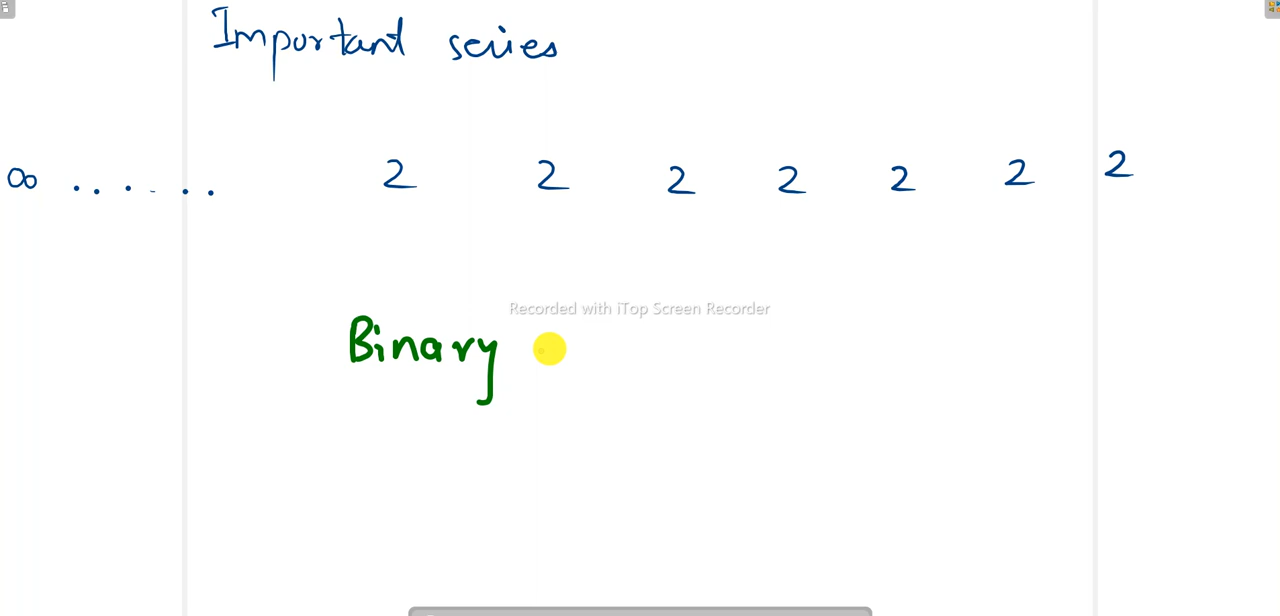 Important series
∞ ...... 2 2 2 2 2 2 2
Recorded with iTop Screen Recorder
Binary